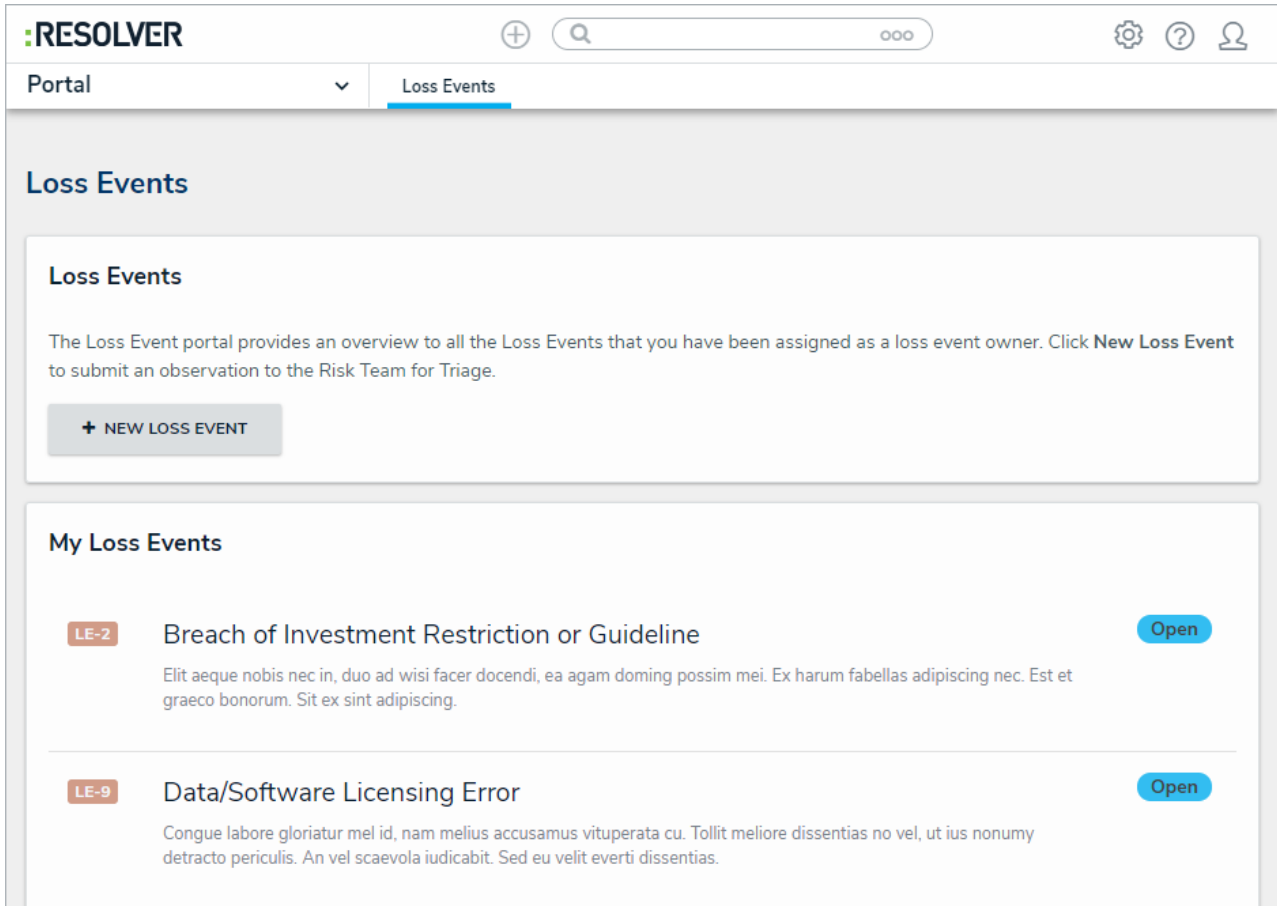 :RESOLVER
ooo
Portal
Loss Events
Loss Events
Loss Events
The Loss Event portal provides an overview to all the Loss Events that you have been assigned as a loss event owner. Click New Loss Event
to submit an observation to the Risk Team for Triage.
+ NEW LOSS EVENT
My Loss Events
LE-2
Breach of Investment Restriction or Guideline
Open
Elit aeque nobis nec in, duo ad wisi facer docendi, ea agam doming possim mei. Ex harum fabellas adipiscing nec. Est et
graeco bonorum. Sit ex sint adipiscing.
LE-9
Data/Software Licensing Error
Open
Congue labore gloriatur mel id, nam melius accusamus vituperata cu. Tollit meliore dissentias no vel, ut ius nonumy
detracto periculis. An vel scaevola iudicabit. Sed eu velit everti dissentias.